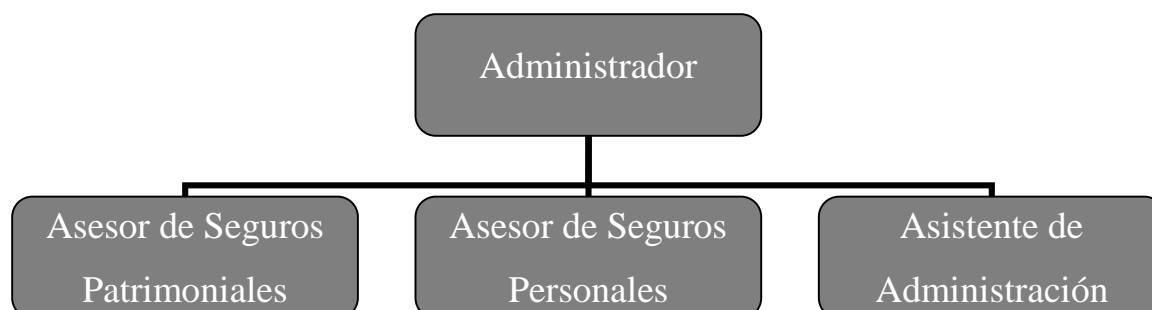 Administrador
Asesor de Seguros
Patrimoniales
Asesor de Seguros
Personales
Asistente de
Administración